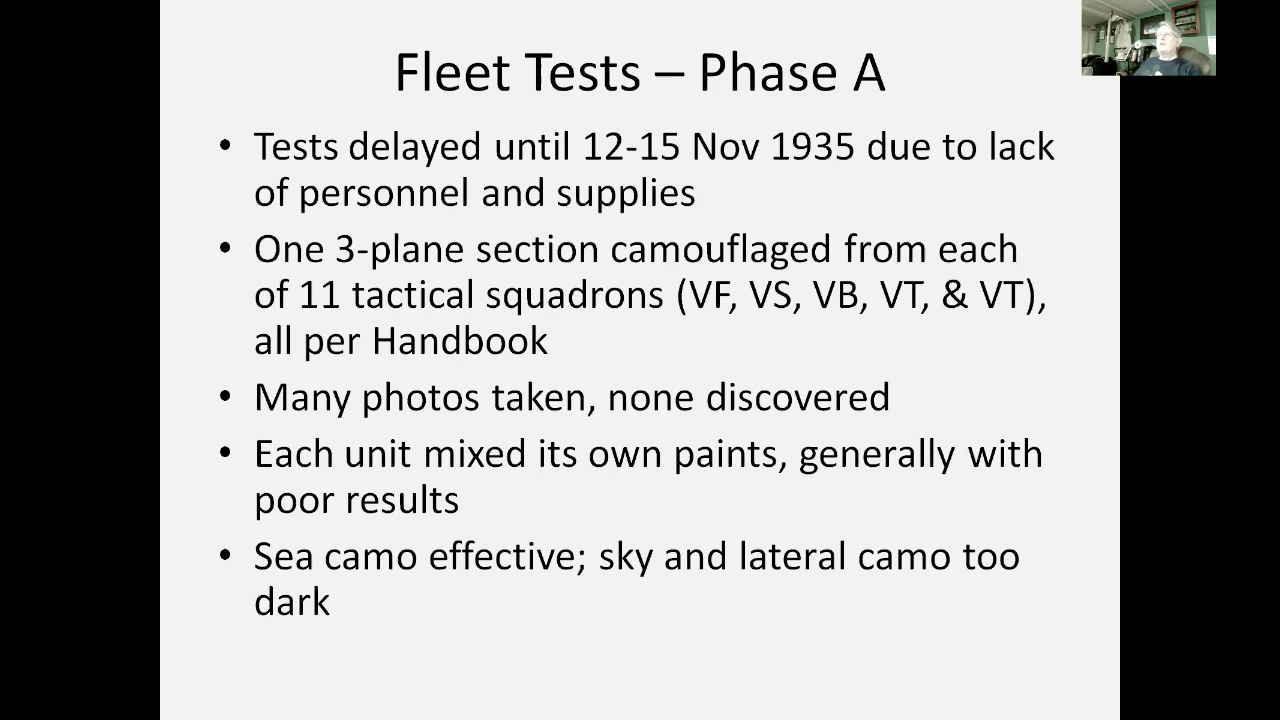 Fleet Tests – Phase A
• Tests delayed until 12-15 Nov 1935 due to lack
of personnel and supplies
• One 3-plane section camouflaged from each
of 11 tactical squadrons (VF, VS, VB, VT, & VT),
all per Handbook
• Many photos taken, none discovered
• Each unit mixed its own paints, generally with
poor results
• Sea camo effective; sky and lateral camo too
dark